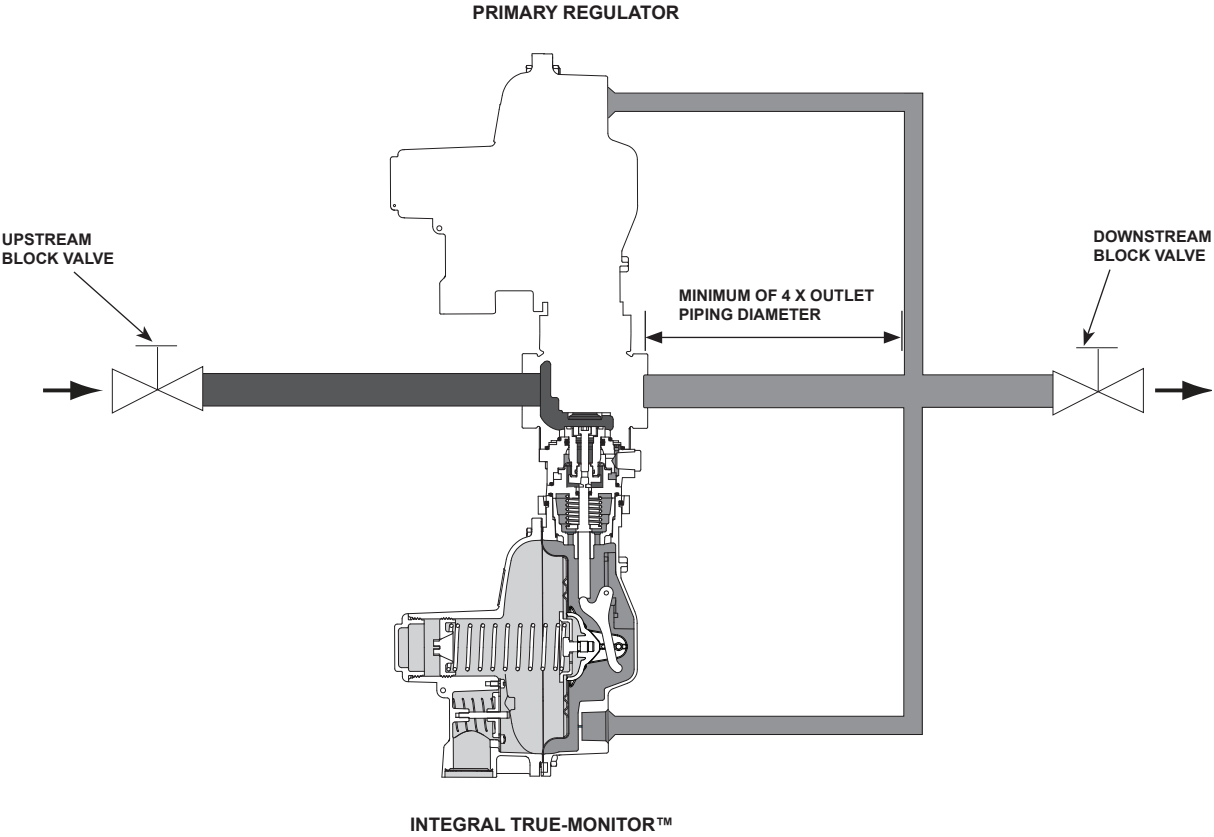 PRIMARY REGULATOR
UPSTREAM
BLOCK VALVE
DOWNSTREAM
BLOCK VALVE
MINIMUM OF 4 X OUTLET
PIPING DIAMETER
INTEGRAL TRUE-MONITOR™